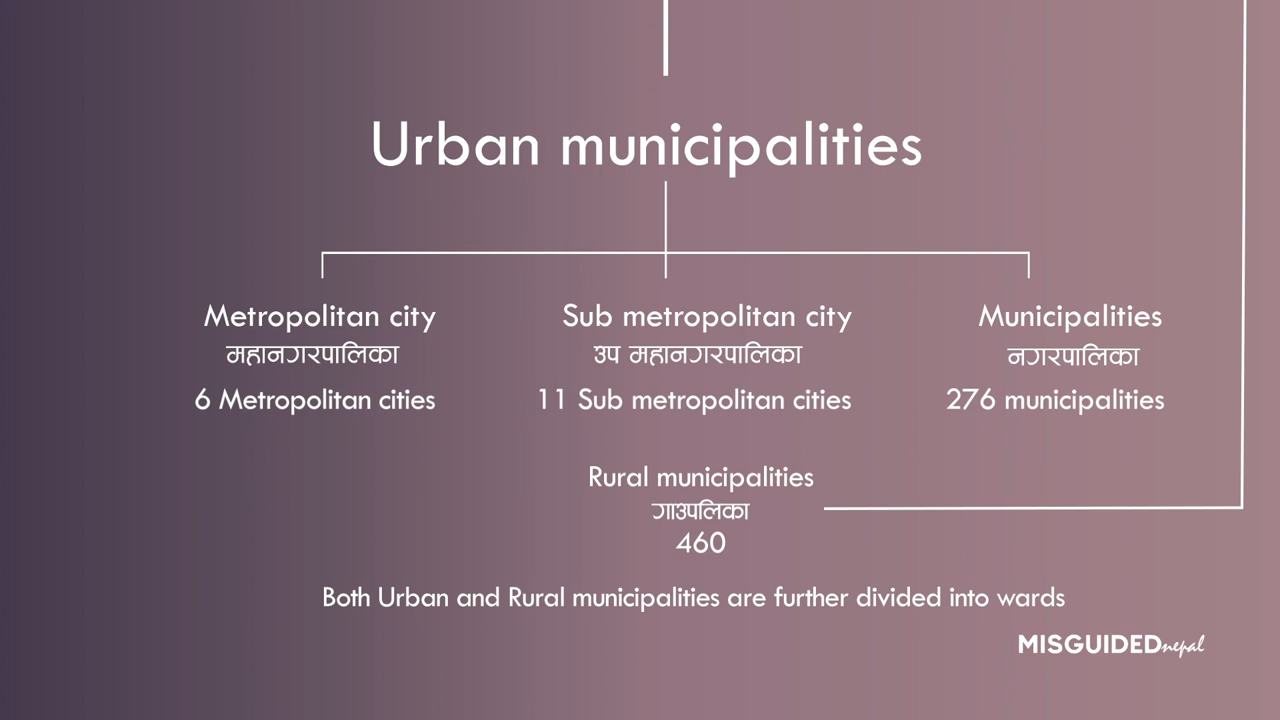 Urban municipalities
Metropolitan city
महानगरपालिका
6 Metropolitan cities
Sub metropolitan city
उप महानगरपालिका
11 Sub metropolitan cities
Municipalities
नगरपालिका
276 municipalities
Rural municipalities
गाउपलिका
460
Both Urban and Rural municipalities are further divided into wards
MISGUIDEDnepal